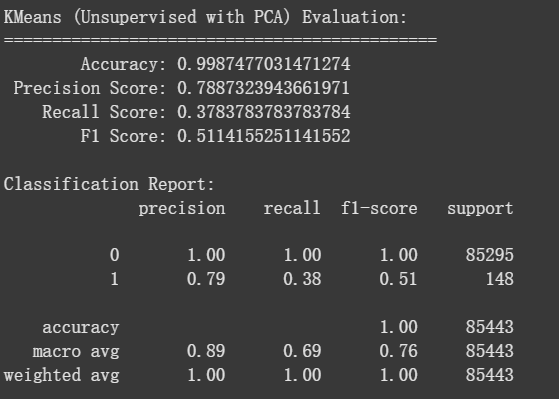 KMeans (Unsupervised with PCA) Evaluation:
=============================================
Accuracy: 0.9987477031471274
Precision Score: 0.7887323943661971
Recall Score: 0.3783783783783784
F1 Score: 0.5114155251141552
Classification Report:
precision recall f1-score support
0 1.00 1.00 1.00 85295
1 0.79 0.38 0.51 148
accuracy 1.00 85443
macro avg 0.89 0.69 0.76 85443
weighted avg 1.00 1.00 1.00 85443